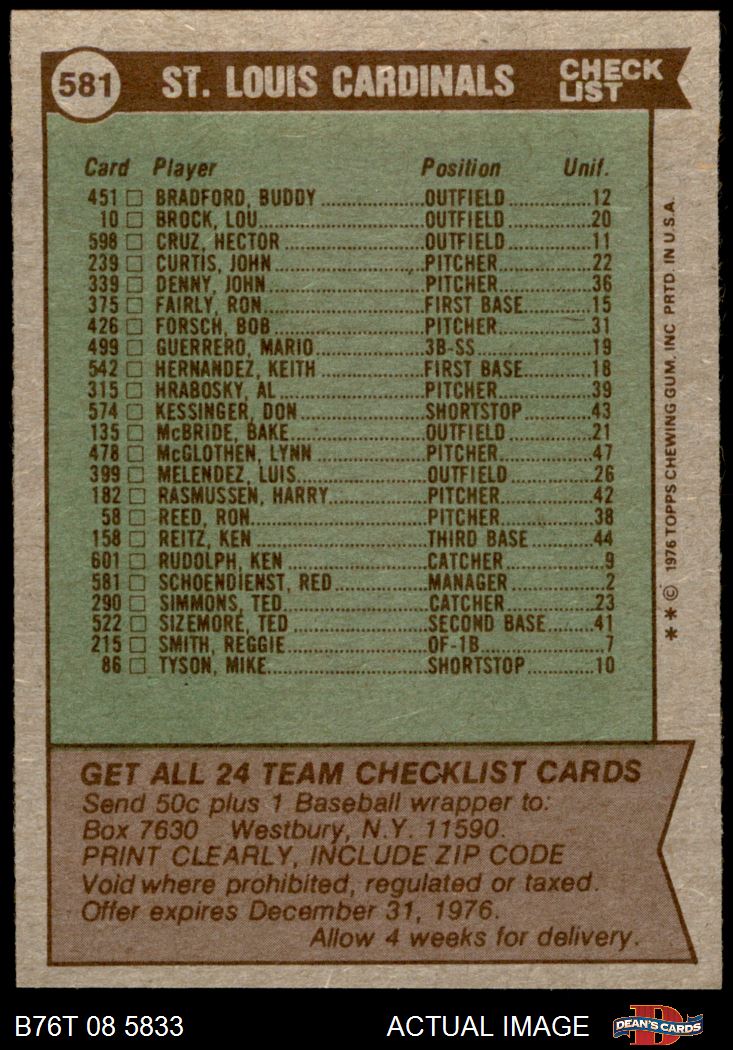 581 ST. LOUIS CARDINALS CHECK LIST
Card Player Position Unif.
451 □ BRADFORD, BUDDY ..................OUTFIELD..............12
10 □ BROCK, LOU.............................OUTFIELD..............20
598 □ CRUZ, HECTOR ........................OUTFIELD..............11
239 □ CURTIS, JOHN..........................PITCHER................22
339 □ DENNY, JOHN...........................PITCHER................36
375 □ FAIRLY, RON............................FIRST BASE...........15
426 □ FORSCH, BOB..........................PITCHER................31
499 □ GUERRERO, MARIO..................3B-SS....................19
542 □ HERNANDEZ, KEITH .................FIRST BASE...........18
315 □ HRABOSKY, AL........................PITCHER................39
574 □ KESSINGER, DON.....................SHORTSTOP...........43
135 □ McBRIDE, BAKE.......................OUTFIELD..............21
478 □ McGLOTHEN, LYNN..................PITCHER................47
399 □ MELENDEZ, LUIS.....................OUTFIELD..............26
182 □ RASMUSSEN, HARRY................PITCHER................42
58 □ REED, RON..............................PITCHER................38
158 □ REITZ, KEN..............................THIRD BASE...........44
601 □ RUDOLPH, KEN........................CATCHER................9
581 □ SCHOENDIENST, RED...............MANAGER...............2
290 □ SIMMONS, TED........................CATCHER...............23
522 □ SIZEMORE, TED.......................SECOND BASE........41
215 □ SMITH, REGGIE........................OF-1B.....................7
86 □ TYSON, MIKE...........................SHORTSTOP...........10
* * © 1976 TOPPS CHEWING GUM, INC PRTD. IN U.S.A.
GET ALL 24 TEAM CHECKLIST CARDS
Send 50c plus 1 Baseball wrapper to:
Box 7630 Westbury, N.Y. 11590.
PRINT CLEARLY, INCLUDE ZIP CODE
Void where prohibited, regulated or taxed.
Offer expires December 31, 1976.
Allow 4 weeks for delivery.
B76T 08 5833 ACTUAL IMAGE D DEAN'S CARDS